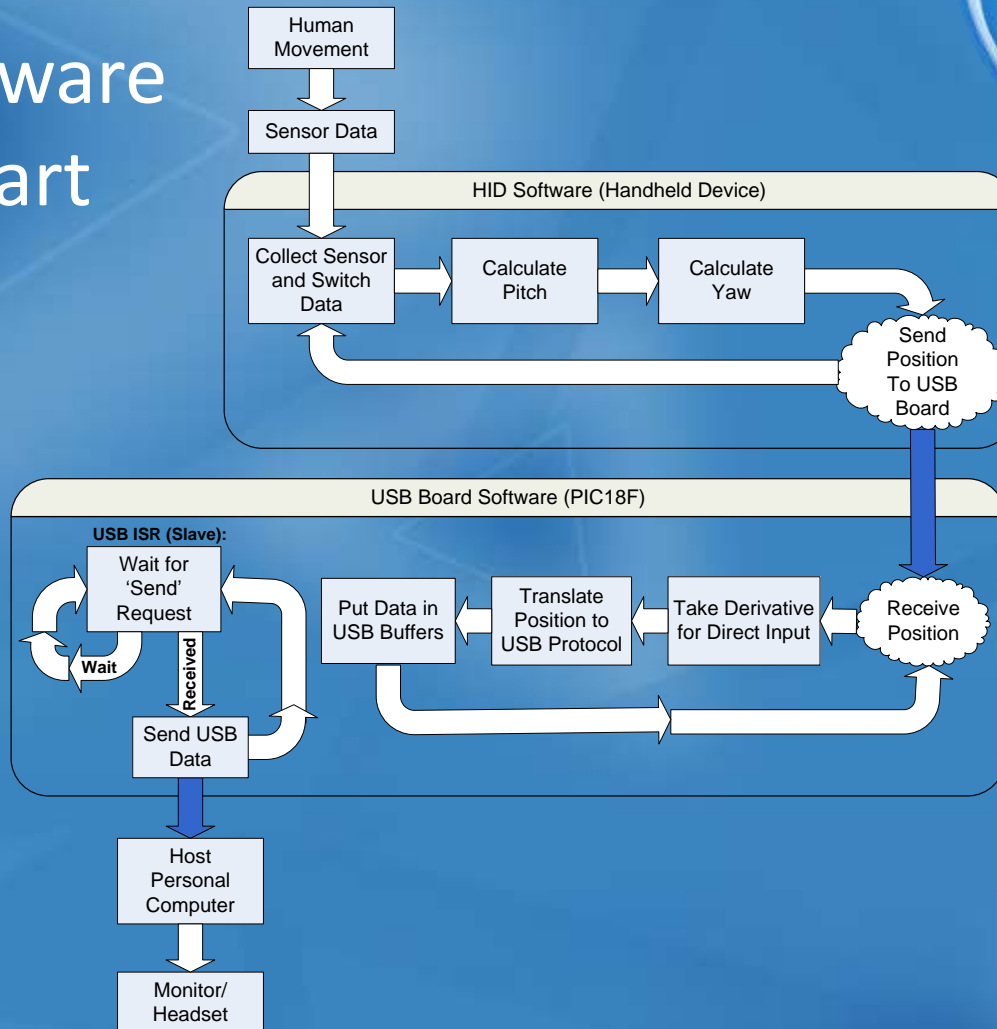 ware
art
Human
Movement
Sensor Data
HID Software (Handheld Device)
Collect Sensor
and Switch
Data
Calculate
Pitch
Calculate
Yaw
Send
Position
To USB
Board
USB Board Software (PIC18F)
USB ISR (Slave):
Wait for
‘Send’
Request
Wait
Received
Send USB
Data
Put Data in
USB Buffers
Translate
Position to
USB Protocol
Take Derivative
for Direct Input
Receive
Position
Host
Personal
Computer
Monitor/
Headset